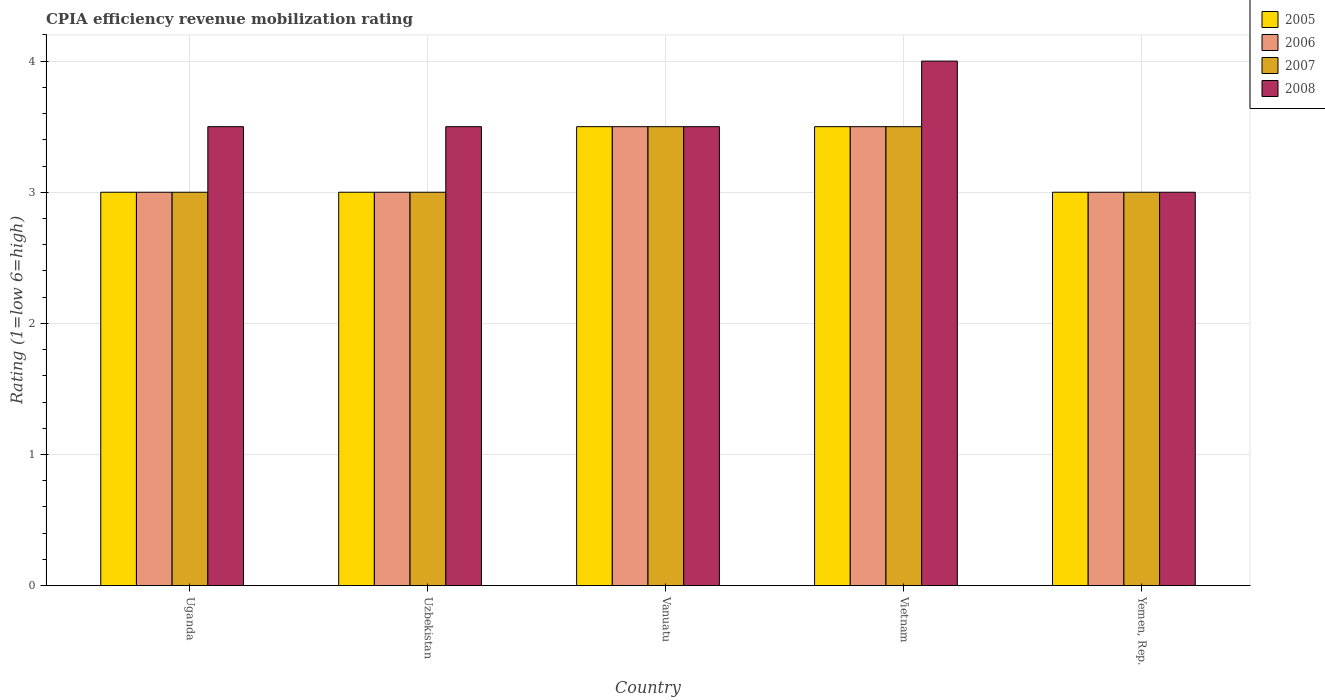 CPIA efficiency revenue mobilization rating
2005
2006
2007
2008
Rating (1=low 6=high)
4
3
2
1
0
Uganda
Uzbekistan
Vanuatu
Vietnam
Yemen, Rep.
Country